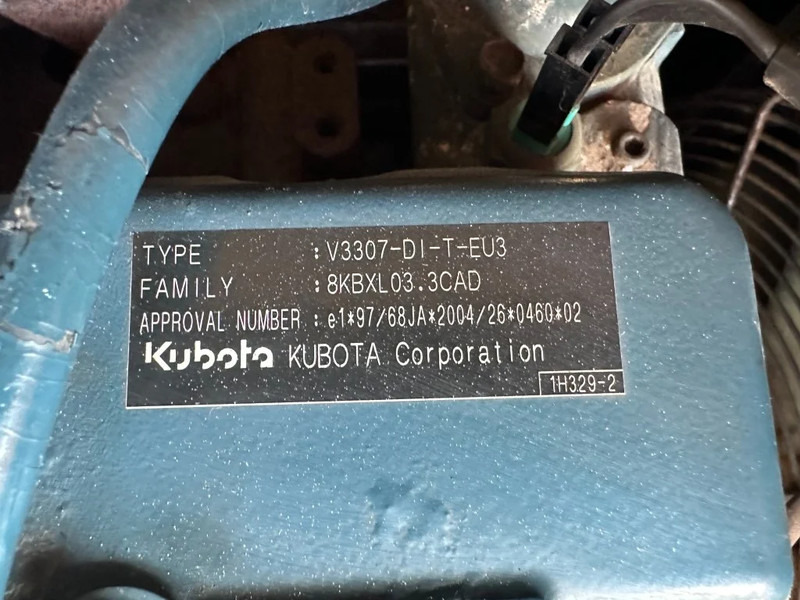 TYPE : V3307-DI-T-EU3
FAMILY : 8KBXL03.3CAD
APPROVAL NUMBER : e1*97/68JA*2004/26*0460*02
Kubota KUBOTA Corporation
1H329-2